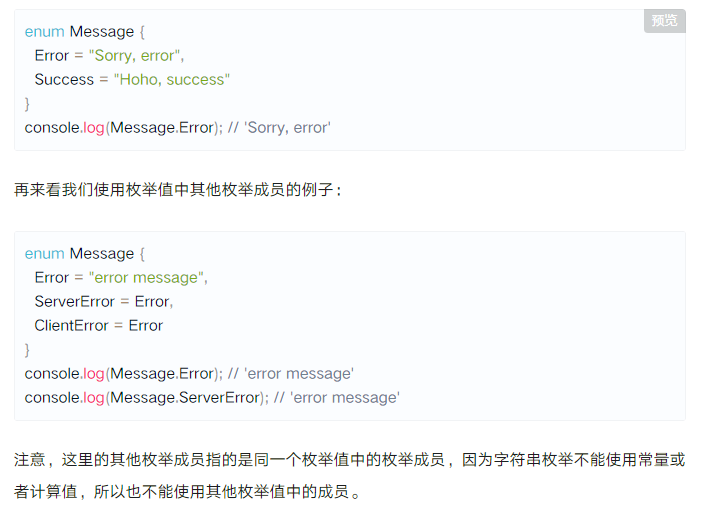 预览
enum Message {
  Error = "Sorry, error",
  Success = "Hoho, success"
}
console.log(Message.Error); // 'Sorry, error'
再来看我们使用枚举值中其他枚举成员的例子：
enum Message {
  Error = "error message",
  ServerError = Error,
  ClientError = Error
}
console.log(Message.Error); // 'error message'
console.log(Message.ServerError); // 'error message'
注意，这里的其他枚举成员指的是同一个枚举值中的枚举成员，因为字符串枚举不能使用常量或
者计算值，所以也不能使用其他枚举值中的成员。